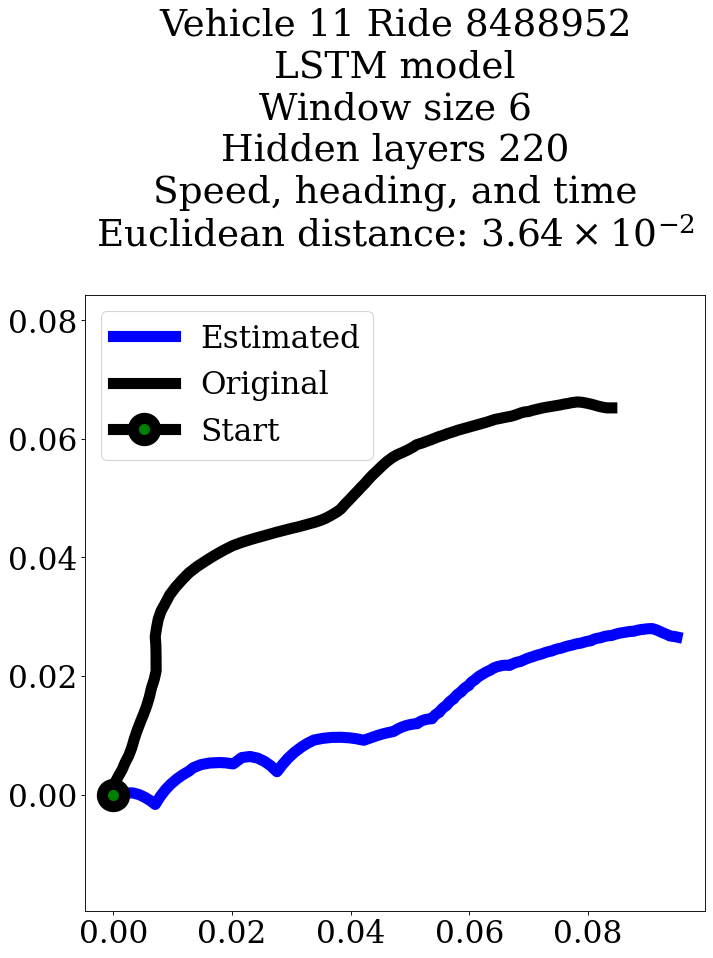 Vehicle 11 Ride 8488952
LSTM model
Window size 6
Hidden layers 220
Speed, heading, and time
Euclidean distance: 3.64 × 10⁻²
Estimated
Original
Start
0.08
0.06
0.04
0.02
0.00
0.00 0.02 0.04 0.06 0.08